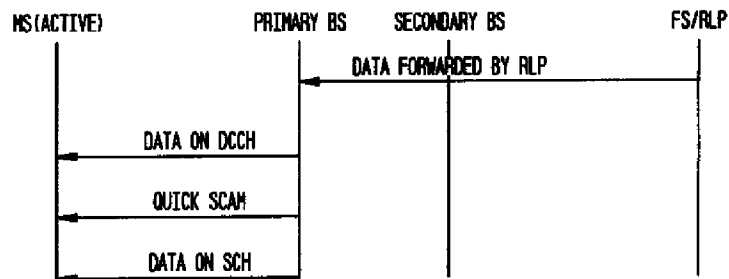 MS(ACTIVE) PRIMARY BS SECONDARY BS FS/RLP
DATA FORWARDED BY RLP
DATA ON DCCH
QUICK SCAM
DATA ON SCH